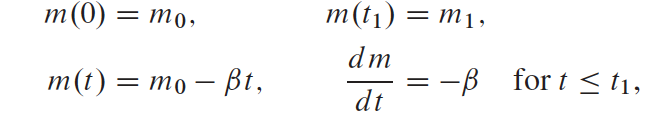 m(0) = m₀, m(t₁) = m₁,
m(t) = m₀ − βt, dm/dt = −β for t ≤ t₁,